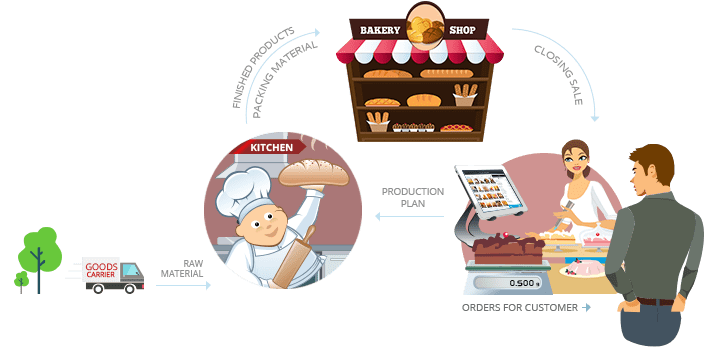 BAKERY SHOP
FINISHED PRODUCTS
PACKING MATERIAL
CLOSING SALE
KITCHEN
PRODUCTION
PLAN
GOODS
CARRIER
RAW
MATERIAL
0.500 g
ORDERS FOR CUSTOMER